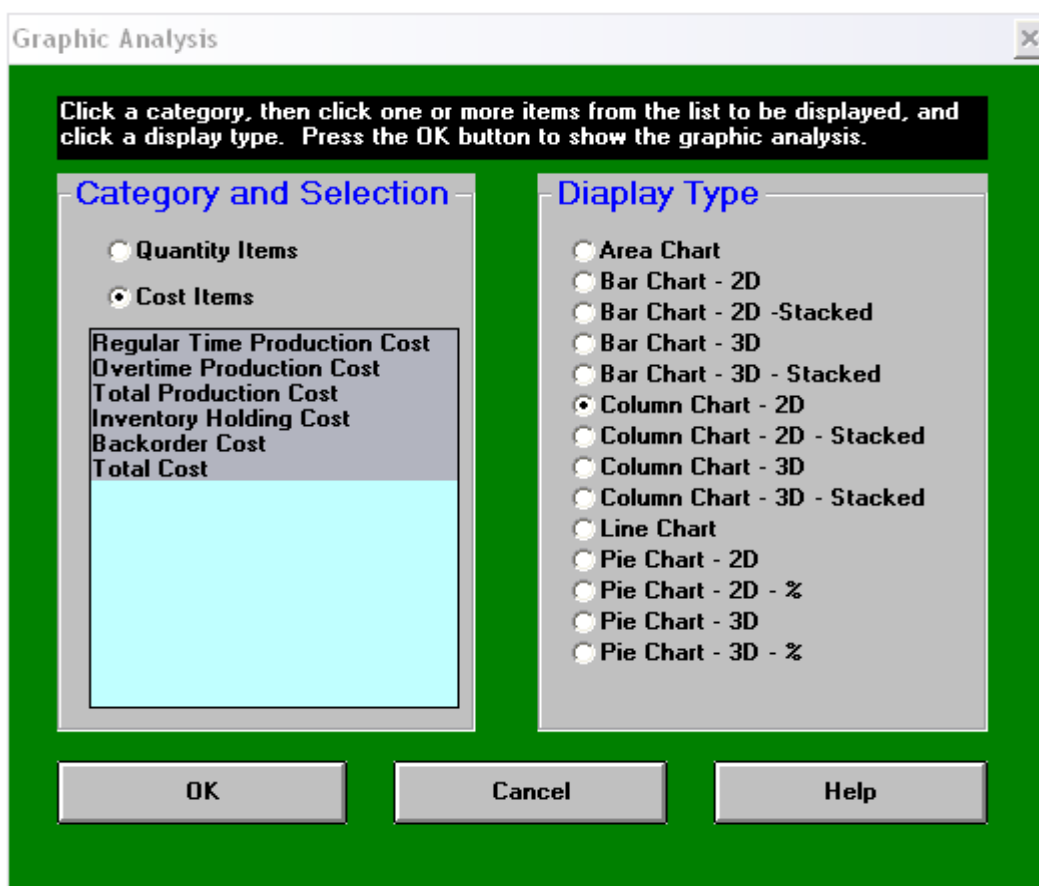 Graphic Analysis
Click a category, then click one or more items from the list to be displayed, and
click a display type. Press the OK button to show the graphic analysis.
Category and Selection
Quantity Items
Cost Items
Regular Time Production Cost
Overtime Production Cost
Total Production Cost
Inventory Holding Cost
Backorder Cost
Total Cost
Diaplay Type
Area Chart
Bar Chart - 2D
Bar Chart - 2D -Stacked
Bar Chart - 3D
Bar Chart - 3D - Stacked
Column Chart - 2D
Column Chart - 2D - Stacked
Column Chart - 3D
Column Chart - 3D - Stacked
Line Chart
Pie Chart - 2D
Pie Chart - 2D - %
Pie Chart - 3D
Pie Chart - 3D - %
OK
Cancel
Help